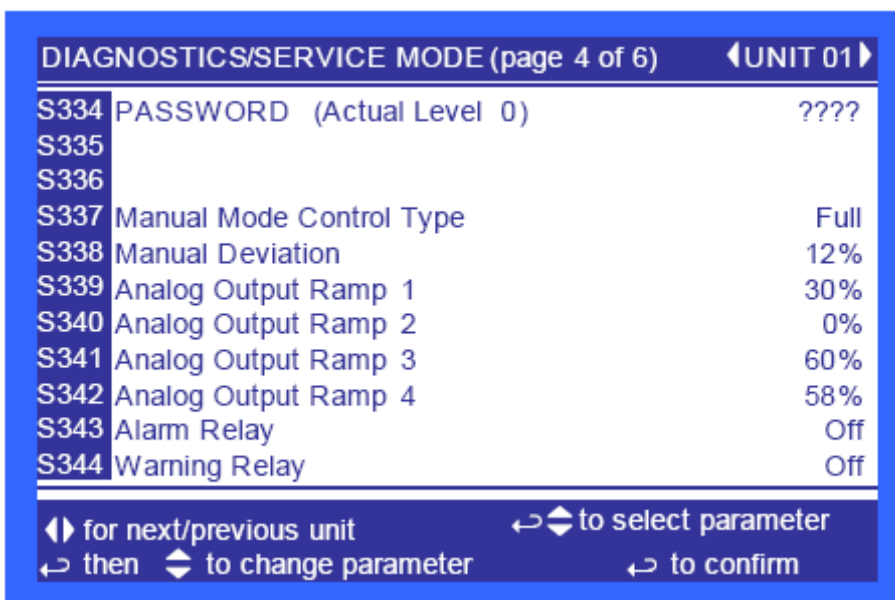 DIAGNOSTICS/SERVICE MODE (page 4 of 6) UNIT 01
S334 PASSWORD (Actual Level 0) ????
S335
S336
S337 Manual Mode Control Type Full
S338 Manual Deviation 12%
S339 Analog Output Ramp 1 30%
S340 Analog Output Ramp 2 0%
S341 Analog Output Ramp 3 60%
S342 Analog Output Ramp 4 58%
S343 Alarm Relay Off
S344 Warning Relay Off
for next/previous unit to select parameter
then to change parameter to confirm